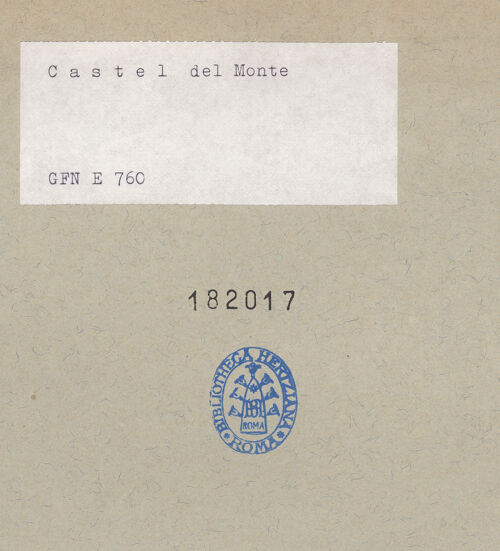 C a s t e l del Monte
GFN E 760
182017
BIBLIOTHECA HERTZIANA
ROMA
ROMA